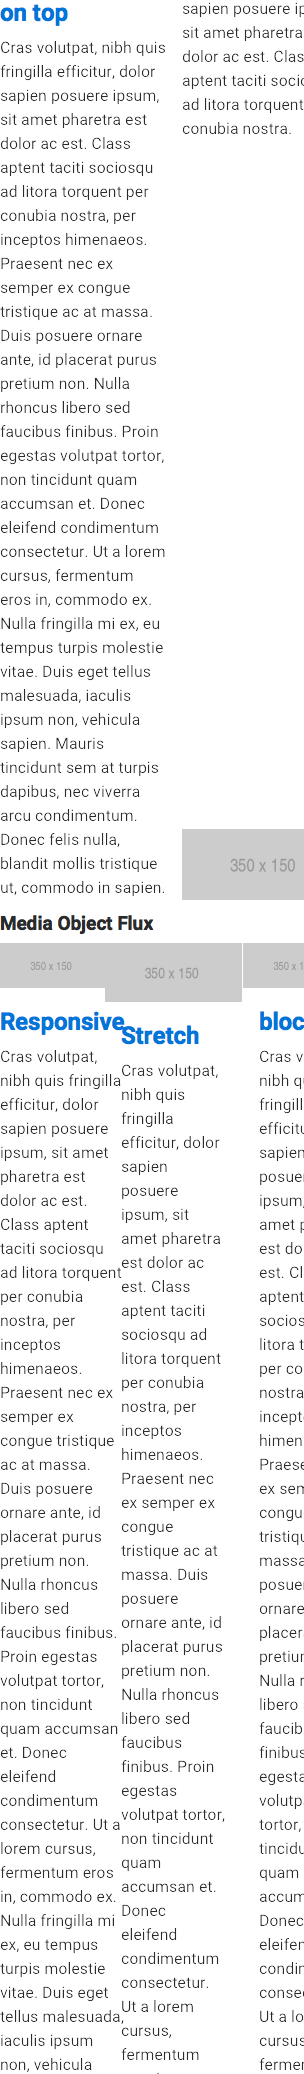 on top
Cras volutpat, nibh quis
fringilla efficitur, dolor
sapien posuere ipsum,
sit amet pharetra est
dolor ac est. Class
aptent taciti sociosqu
ad litora torquent per
conubia nostra, per
inceptos himenaeos.
Praesent nec ex
semper ex congue
tristique ac at massa.
Duis posuere ornare
ante, id placerat purus
pretium non. Nulla
rhoncus libero sed
faucibus finibus. Proin
egestas volutpat tortor,
non tincidunt quam
accumsan et. Donec
eleifend condimentum
consectetur. Ut a lorem
cursus, fermentum
eros in, commodo ex.
Nulla fringilla mi ex, eu
tempus turpis molestie
vitae. Duis eget tellus
malesuada, iaculis
ipsum non, vehicula
sapien. Mauris
tincidunt sem at turpis
dapibus, nec viverra
arcu condimentum.
Donec felis nulla,
blandit mollis tristique
ut, commodo in sapien.
sapien posuere ip
sit amet pharetra
dolor ac est. Clas
aptent taciti socio
ad litora torquent
conubia nostra.
350 x 150
Media Object Flux
350 x 150
Responsive
Cras volutpat,
nibh quis fringilla
efficitur, dolor
sapien posuere
ipsum, sit amet
pharetra est
dolor ac est.
Class aptent
taciti sociosqu
ad litora torquent
per conubia
nostra, per
inceptos
himenaeos.
Praesent nec ex
semper ex
congue tristique
ac at massa.
Duis posuere
ornare ante, id
placerat purus
pretium non.
Nulla rhoncus
libero sed
faucibus finibus.
Proin egestas
volutpat tortor,
non tincidunt
quam accumsan
et. Donec
eleifend
condimentum
consectetur. Ut a
lorem cursus,
fermentum eros
in, commodo ex.
Nulla fringilla mi
ex, eu tempus
turpis molestie
vitae. Duis eget
tellus malesuada,
iaculis ipsum
non, vehicula
350 x 150
Stretch
Cras volutpat,
nibh quis
fringilla
efficitur, dolor
sapien
posuere
ipsum, sit
amet pharetra
est dolor ac
est. Class
aptent taciti
sociosqu ad
litora torquent
per conubia
nostra, per
inceptos
himenaeos.
Praesent nec
ex semper ex
congue
tristique ac at
massa. Duis
posuere
ornare ante, id
placerat purus
pretium non.
Nulla rhoncus
libero sed
faucibus
finibus. Proin
egestas
volutpat tortor,
non tincidunt
quam
accumsan et.
Donec
eleifend
condimentum
consectetur.
Ut a lorem
cursus,
fermentum
350 x 1
bloc
Cras v
nibh q
fringill
efficitu
sapien
posuer
ipsum,
amet p
est do
est. Cl
aptent
socios
litora t
per co
nostra
incept
himen
Praese
ex sem
congu
tristiqu
massa
posuer
ornare
placer
pretiu
Nulla r
libero
faucib
finibus
egesta
volutp
tortor,
tincidu
quam
accum
Donec
eleifen
condin
consec
Ut a lo
cursus
fermen